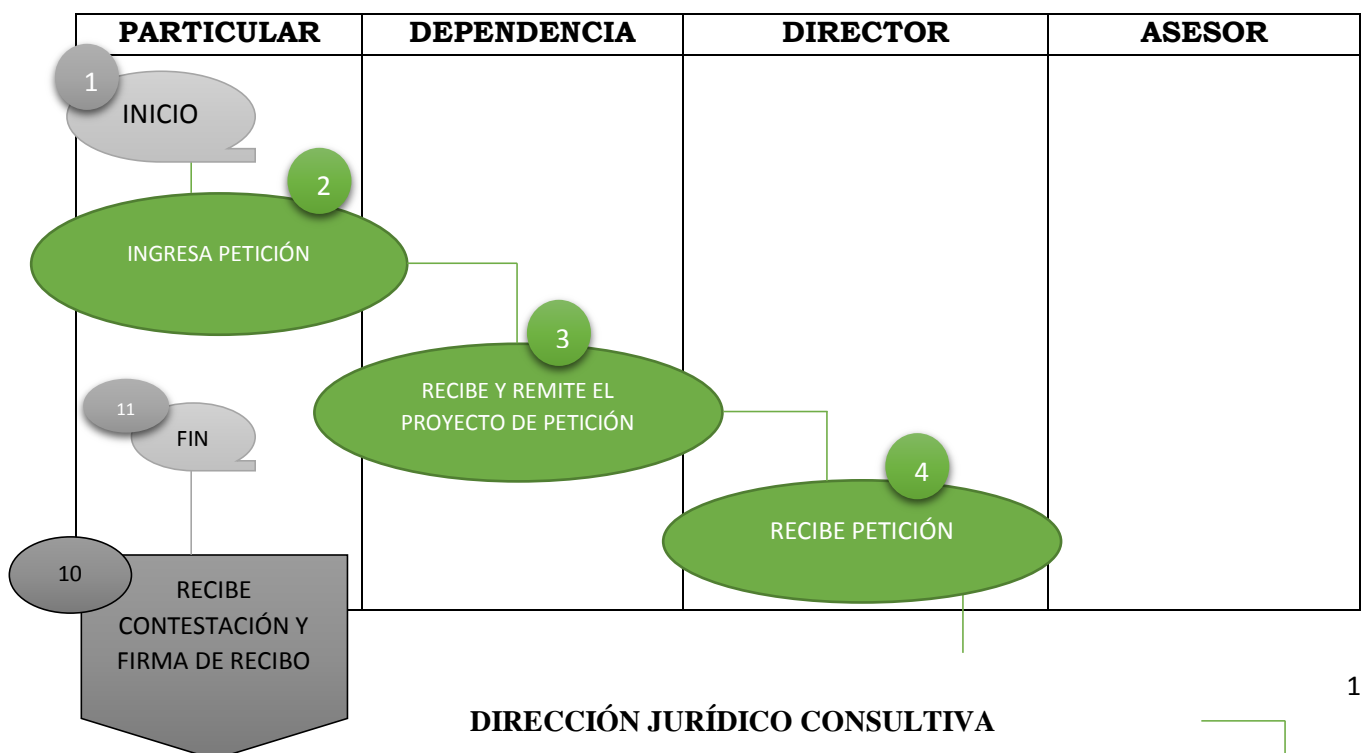 PARTICULAR DEPENDENCIA DIRECTOR ASESOR
1
INICIO
2
INGRESA PETICIÓN
3
RECIBE Y REMITE EL
PROYECTO DE PETICIÓN
11
FIN
4
RECIBE PETICIÓN
10
RECIBE
CONTESTACIÓN Y
FIRMA DE RECIBO
1
DIRECCIÓN JURÍDICO CONSULTIVA